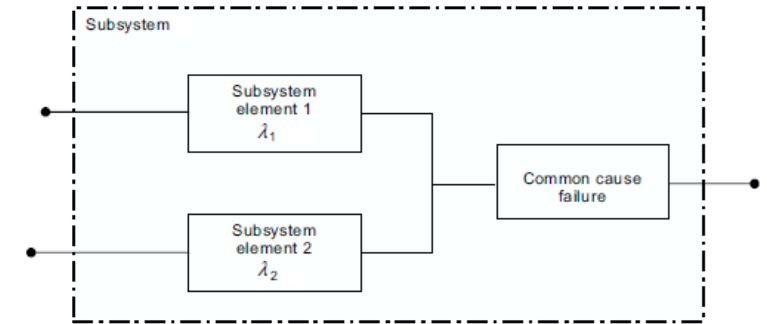 Subsystem
Subsystem
element 1
λ1
Subsystem
element 2
λ2
Common cause
failure